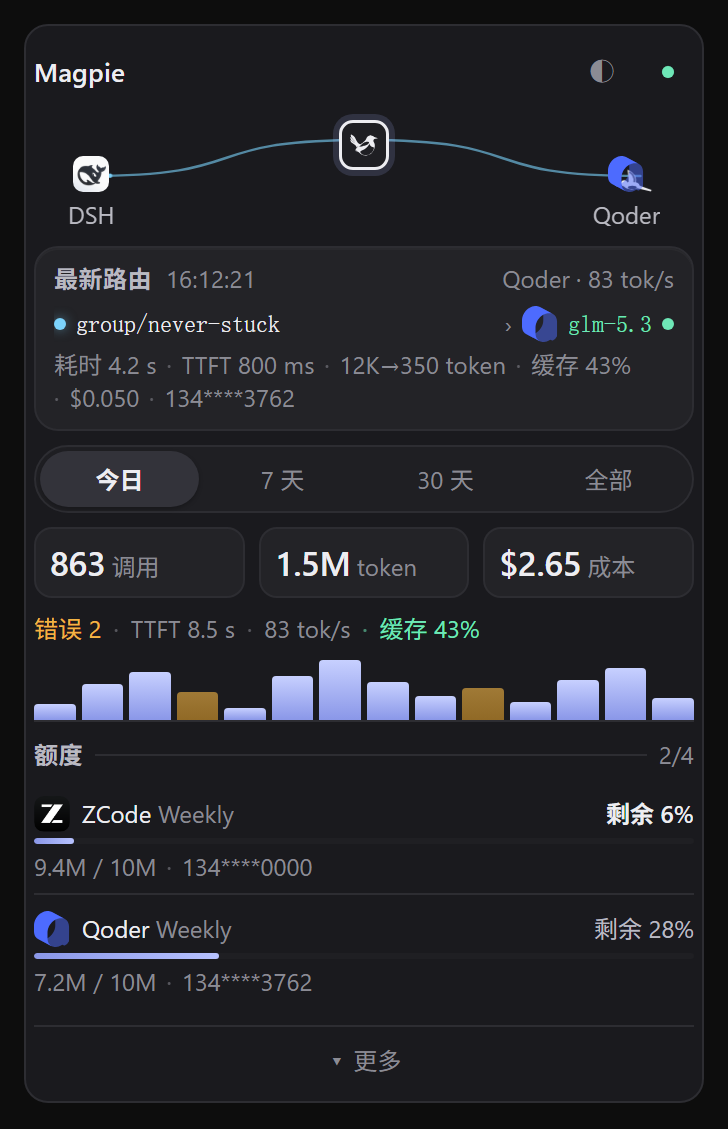 Magpie
DSH
Qoder
最新路由 16:12:21 Qoder · 83 tok/s
group/never-stuck › glm-5.3
耗时 4.2 s · TTFT 800 ms · 12K→350 token · 缓存 43%
· $0.050 · 134****3762
今日 7 天 30 天 全部
863 调用 1.5M token $2.65 成本
错误 2 · TTFT 8.5 s · 83 tok/s · 缓存 43%
额度 2/4
ZCode Weekly 剩余 6%
9.4M / 10M · 134****0000
Qoder Weekly 剩余 28%
7.2M / 10M · 134****3762
▾ 更多